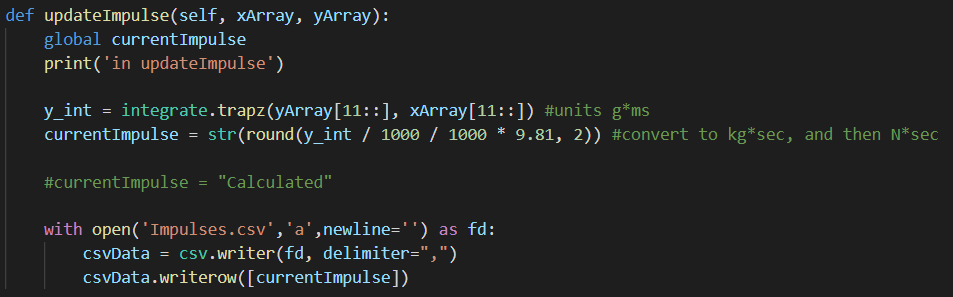 def updateImpulse(self, xArray, yArray):
    global currentImpulse
    print('in updateImpulse')

    y_int = integrate.trapz(yArray[11::], xArray[11::]) #units g*ms
    currentImpulse = str(round(y_int / 1000 / 1000 * 9.81, 2)) #convert to kg*sec, and then N*sec

    #currentImpulse = "Calculated"

    with open('Impulses.csv','a',newline='') as fd:
        csvData = csv.writer(fd, delimiter=",")
        csvData.writerow([currentImpulse])